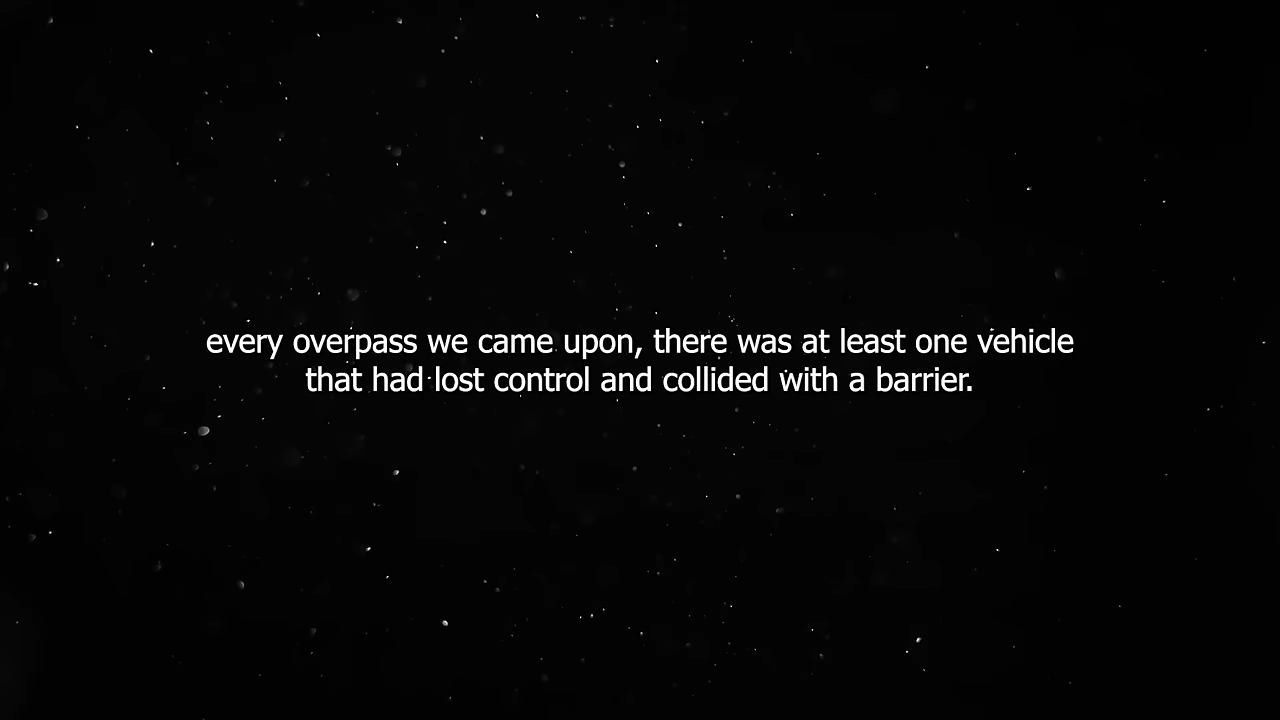 every overpass we came upon, there was at least one vehicle
that had lost control and collided with a barrier.